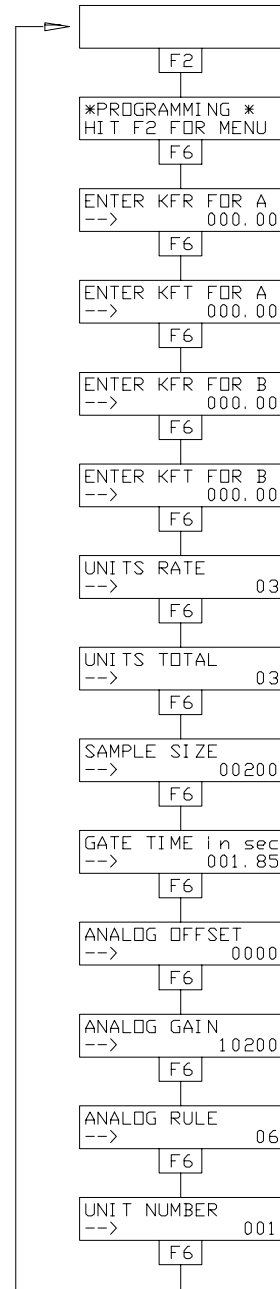 F2
*PROGRAMMING *
HIT F2 FOR MENU
F6
ENTER KFR FOR A
--> 000.00
F6
ENTER KFT FOR A
--> 000.00
F6
ENTER KFR FOR B
--> 000.00
F6
ENTER KFT FOR B
--> 000.00
F6
UNITS RATE
--> 03
F6
UNITS TOTAL
--> 03
F6
SAMPLE SIZE
--> 00200
F6
GATE TIME in sec
--> 001.85
F6
ANALOG OFFSET
--> 0000
F6
ANALOG GAIN
--> 10200
F6
ANALOG RULE
--> 06
F6
UNIT NUMBER
--> 001
F6